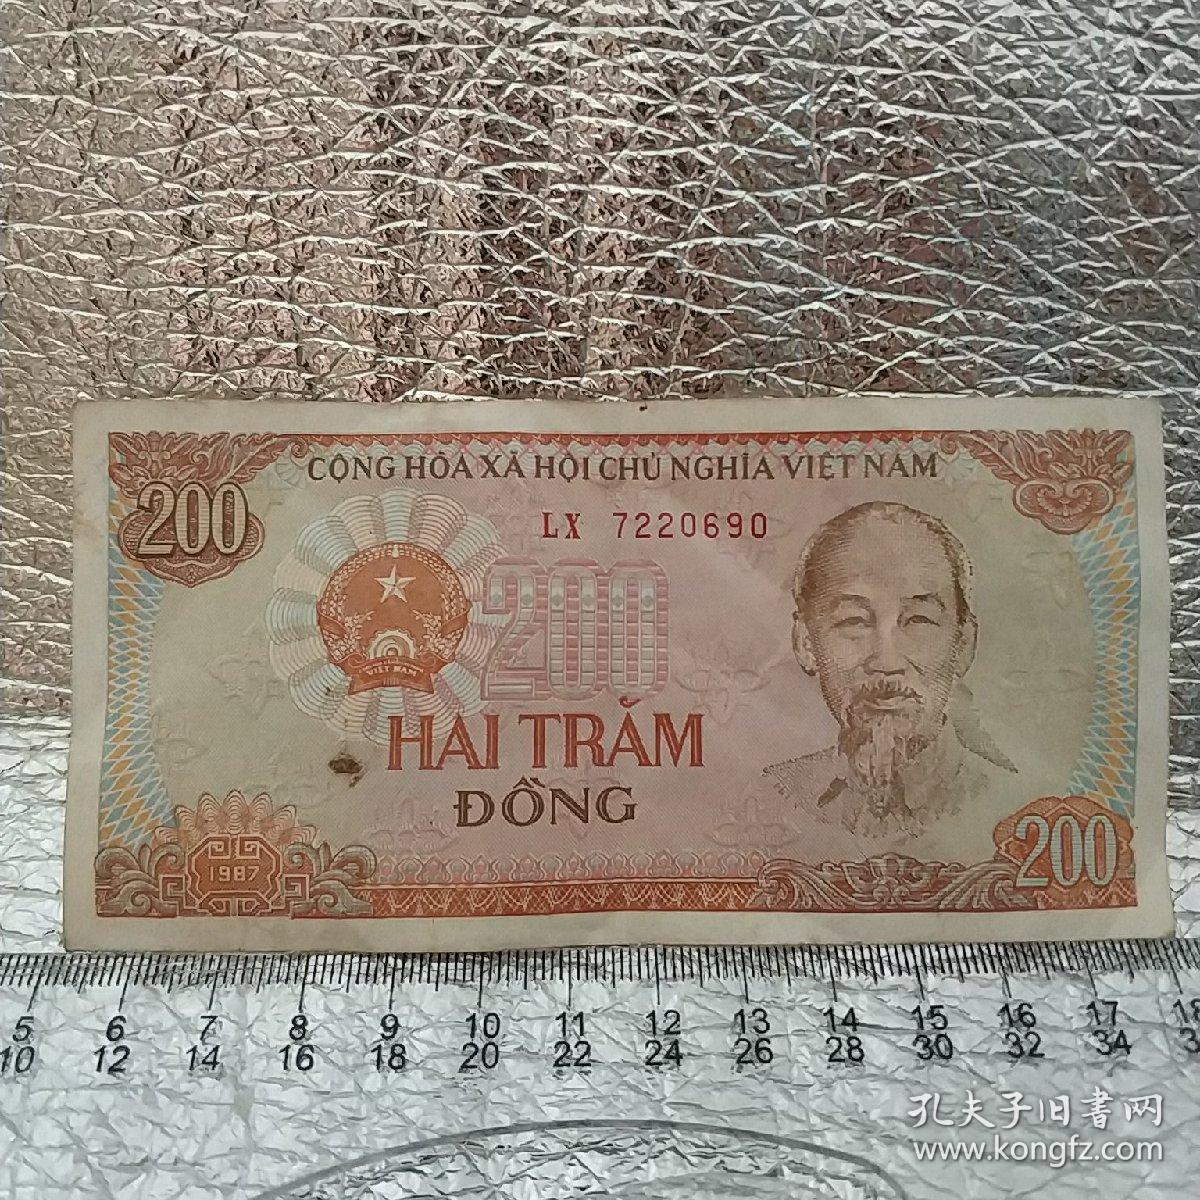 CỘNG HÒA XÃ HỘI CHỦ NGHĨA VIỆT NAM
200
LX 7220690
200
VIỆT NAM
HAI TRĂM
ĐỒNG
1987
200
5 6 7 8 9 10 11 12 13 14 15 16 17
10 12 14 16 18 20 22 24 26 28 30 32 34
孔夫子旧書网
www.kongfz.com